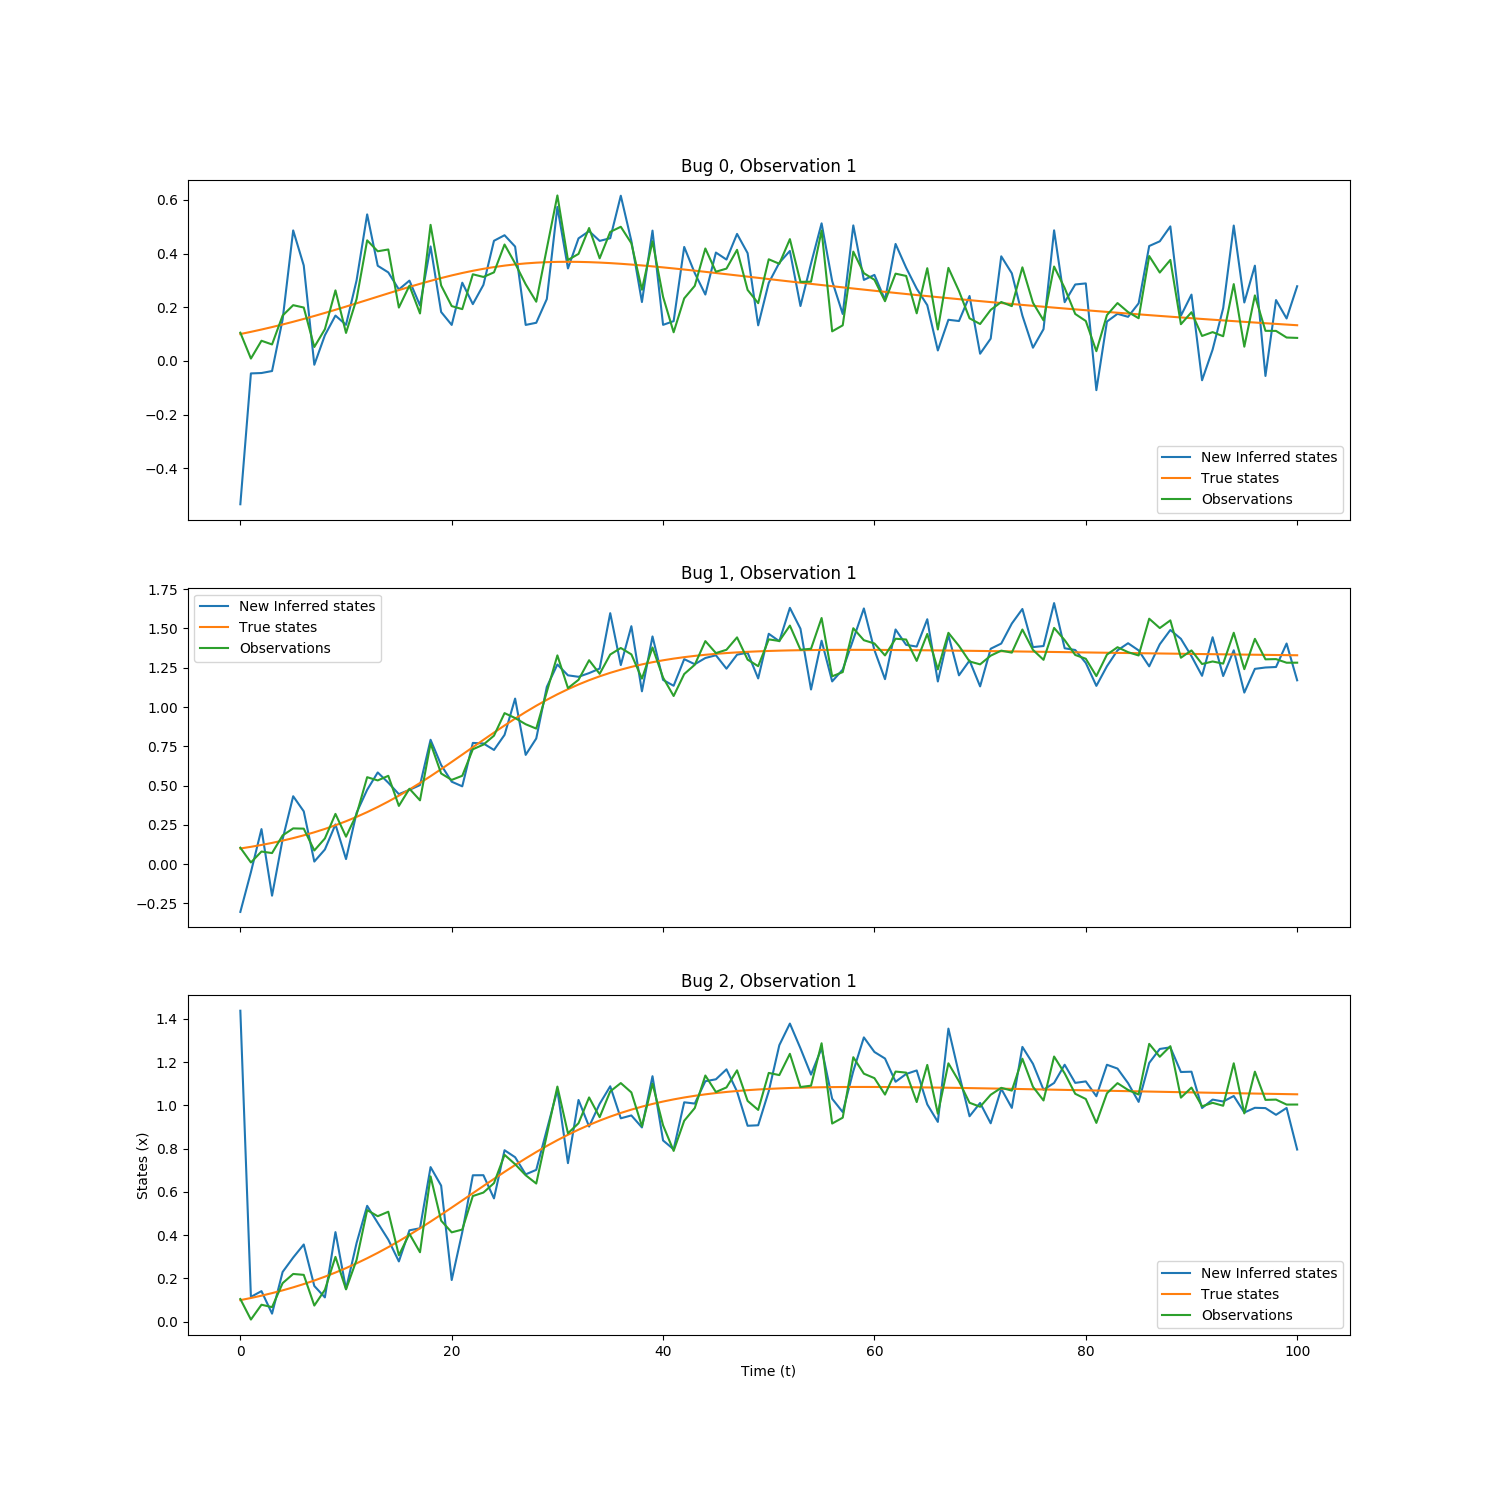 Bug 0, Observation 1
0.6
0.4
0.2
0.0
−0.2
−0.4
New Inferred states
True states
Observations
Bug 1, Observation 1
1.75
1.50
1.25
1.00
0.75
0.50
0.25
0.00
−0.25
New Inferred states
True states
Observations
Bug 2, Observation 1
1.4
1.2
1.0
0.8
0.6
0.4
0.2
0.0
States (x)
New Inferred states
True states
Observations
0 20 40 60 80 100
Time (t)